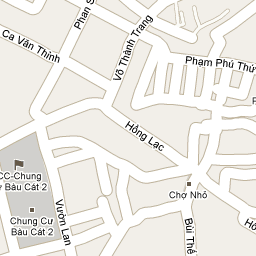 Phan S
Ca Văn Thỉnh
Võ Thành Trang
Phạm Phú Thứ
Hồng Lạc
CC-Chung
ư Bàu Cát 2
Vườn Lan
Chung Cư
Bàu Cát 2
Chợ Nhỏ
Bùi Thế